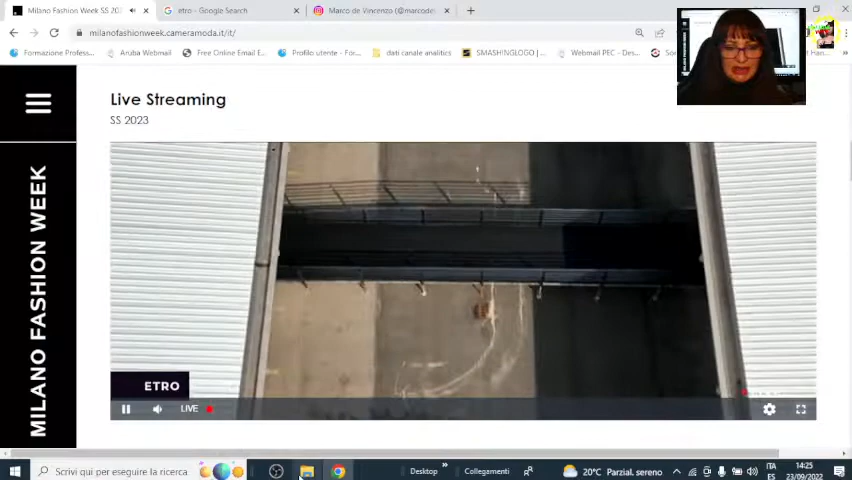 Milano Fashion Week SS 202
etro - Google Search
Marco de Vincenzo (@marcode
milanofashionweek.cameramoda.it/it/
Formazione Profess...
Aruba Webmail
Free Online Email E...
Profilo utente - For...
dati canale analitics
SMASHINGLOGO |...
Webmail PEC - Des...
MILANO FASHION WEEK
Live Streaming
SS 2023
ETRO
LIVE
Scrivi qui per eseguire la ricerca
Desktop
Collegamenti
20°C Parzial. sereno
ITA
ES
14:25
23/09/2022